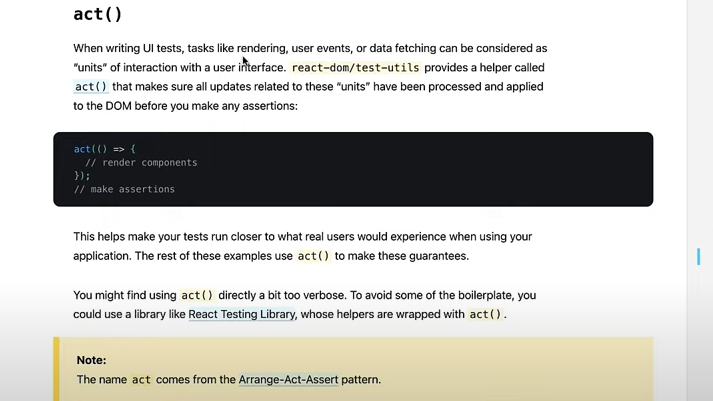 act()
When writing UI tests, tasks like rendering, user events, or data fetching can be considered as
“units” of interaction with a user interface. react-dom/test-utils provides a helper called
act() that makes sure all updates related to these “units” have been processed and applied
to the DOM before you make any assertions:
act(() => {
  // render components
});
// make assertions
This helps make your tests run closer to what real users would experience when using your
application. The rest of these examples use act() to make these guarantees.
You might find using act() directly a bit too verbose. To avoid some of the boilerplate, you
could use a library like React Testing Library, whose helpers are wrapped with act().
Note:
The name act comes from the Arrange-Act-Assert pattern.